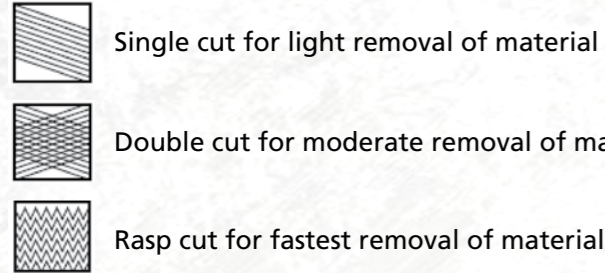 Single cut for light removal of material
Double cut for moderate removal of
Rasp cut for fastest removal of material